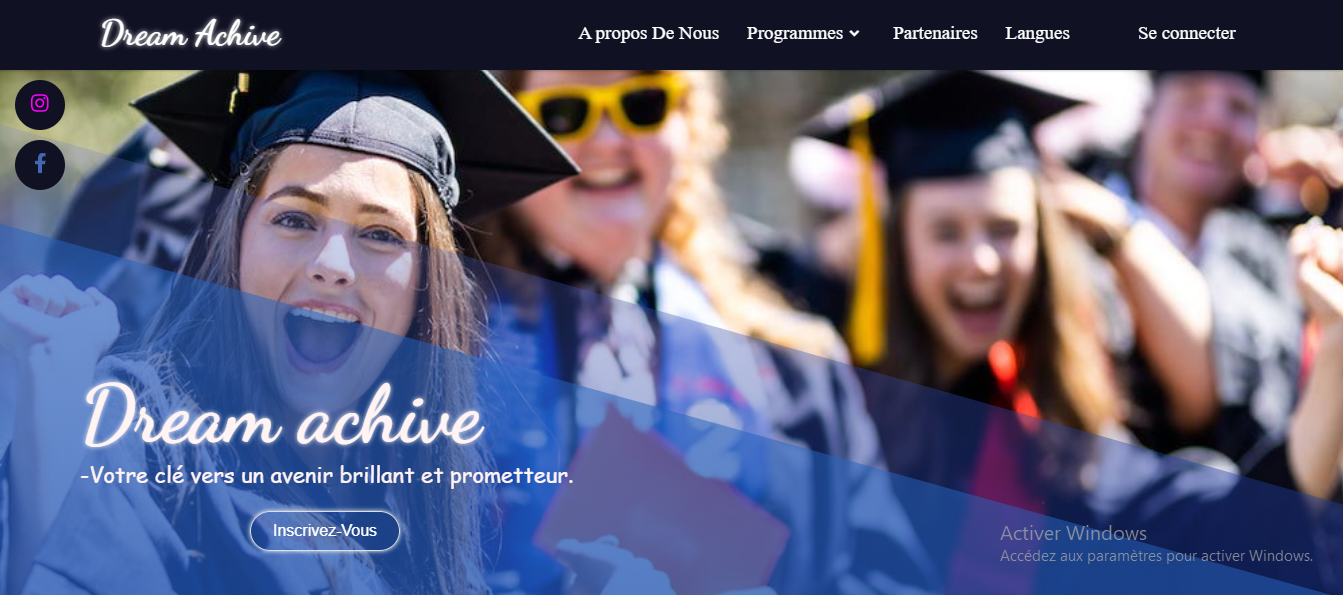 Dream Achive
A propos De Nous Programmes Partenaires Langues Se connecter
Dream achive
-Votre clé vers un avenir brillant et prometteur.
Inscrivez-Vous
Activer Windows
Accédez aux paramètres pour activer Windows.